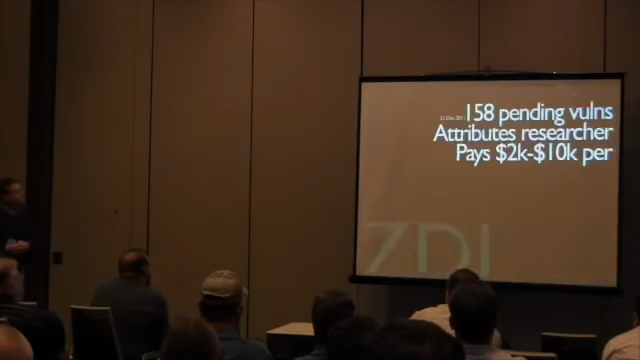 158 pending vulns
Attributes researcher
Pays $2k-$10k per
ZDI